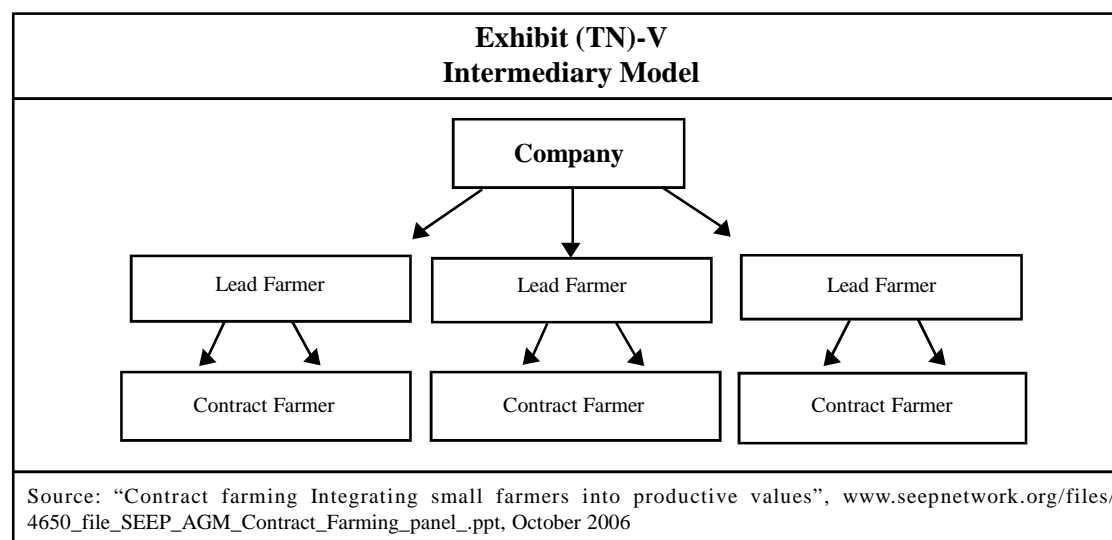 Exhibit (TN)-V
Intermediary Model
Company
Lead Farmer
Lead Farmer
Lead Farmer
Contract Farmer
Contract Farmer
Contract Farmer
Source: “Contract farming Integrating small farmers into productive values”, www.seepnetwork.org/files/
4650_file_SEEP_AGM_Contract_Farming_panel_.ppt, October 2006